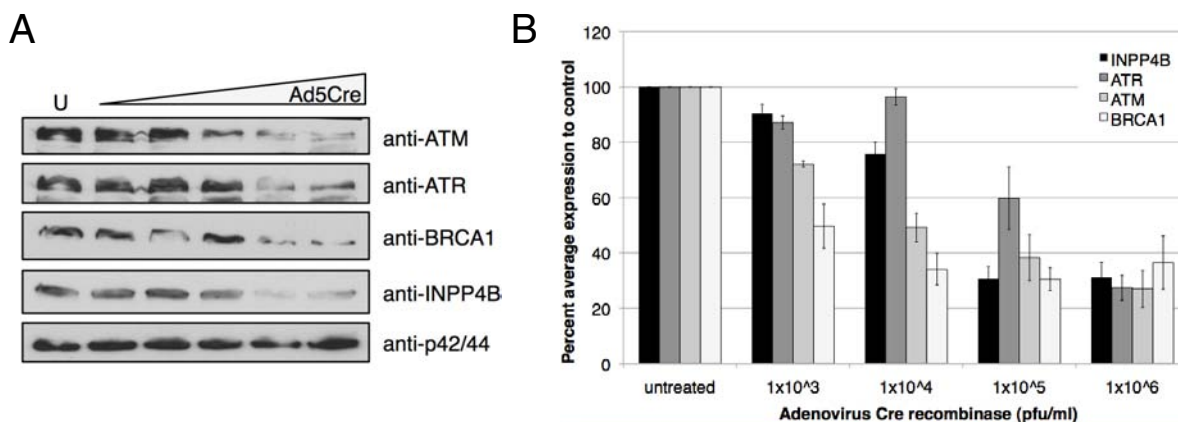 A
U
Ad5Cre
anti-ATM
anti-ATR
anti-BRCA1
anti-INPP4B
anti-p42/44
B
Percent average expression to control
120
100
80
60
40
20
0
INPP4B
ATR
ATM
BRCA1
untreated 1x10^3 1x10^4 1x10^5 1x10^6
Adenovirus Cre recombinase (pfu/ml)